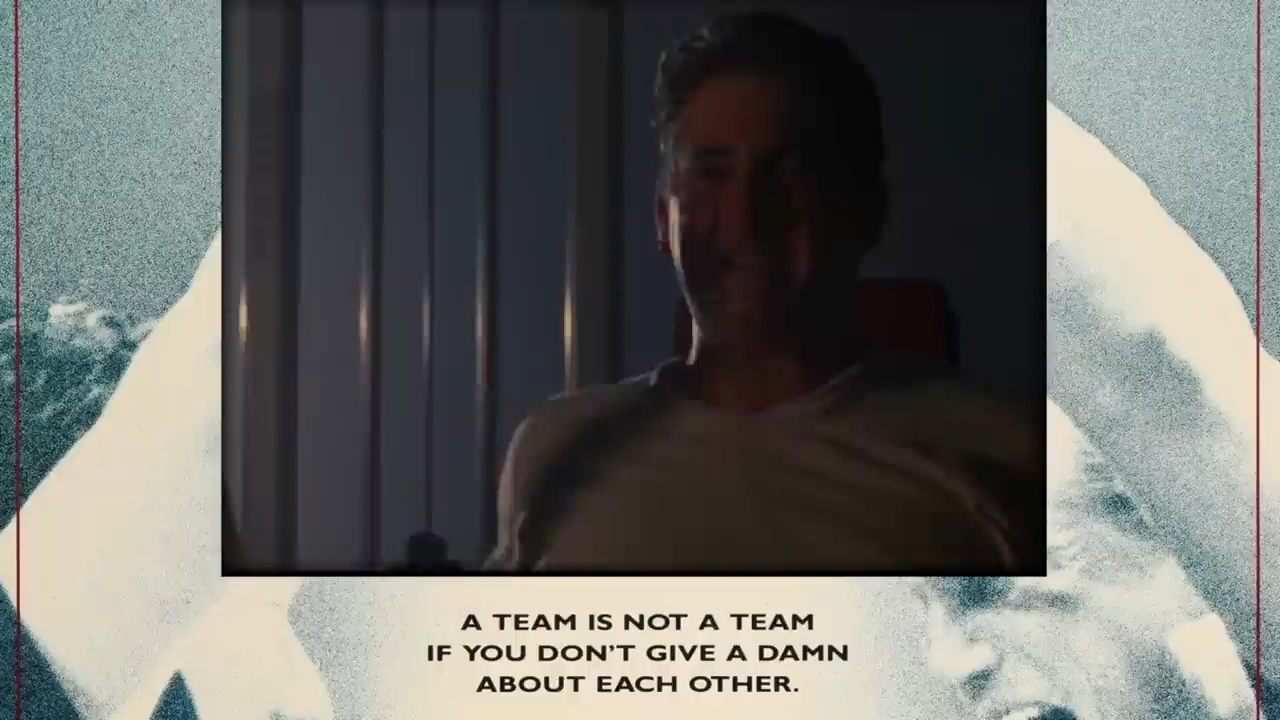 A TEAM IS NOT A TEAM
IF YOU DON'T GIVE A DAMN
ABOUT EACH OTHER.